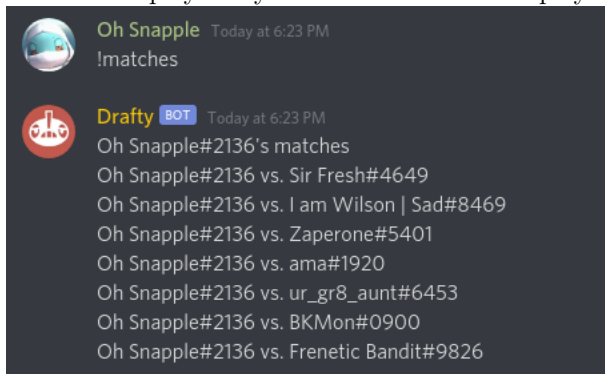 Oh Snapple Today at 6:23 PM
!matches
Drafty BOT Today at 6:23 PM
Oh Snapple#2136's matches
Oh Snapple#2136 vs. Sir Fresh#4649
Oh Snapple#2136 vs. I am Wilson | Sad#8469
Oh Snapple#2136 vs. Zaperone#5401
Oh Snapple#2136 vs. ama#1920
Oh Snapple#2136 vs. ur_gr8_aunt#6453
Oh Snapple#2136 vs. BKMon#0900
Oh Snapple#2136 vs. Frenetic Bandit#9826